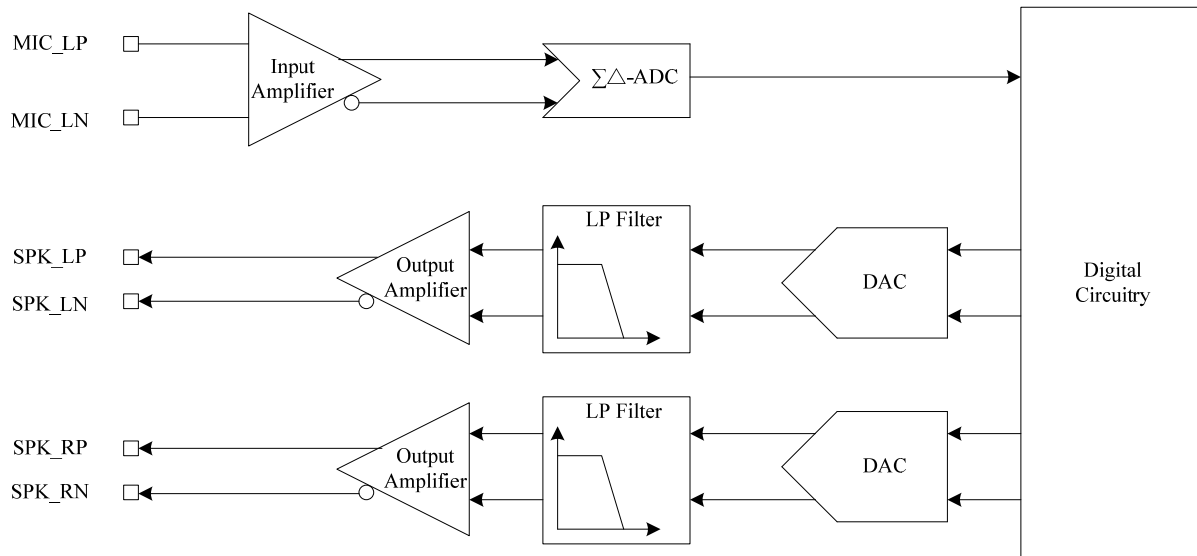 MIC_LP
MIC_LN
Input
Amplifier
∑△-ADC
SPK_LP
SPK_LN
Output
Amplifier
LP Filter
DAC
Digital
Circuitry
SPK_RP
SPK_RN
Output
Amplifier
LP Filter
DAC